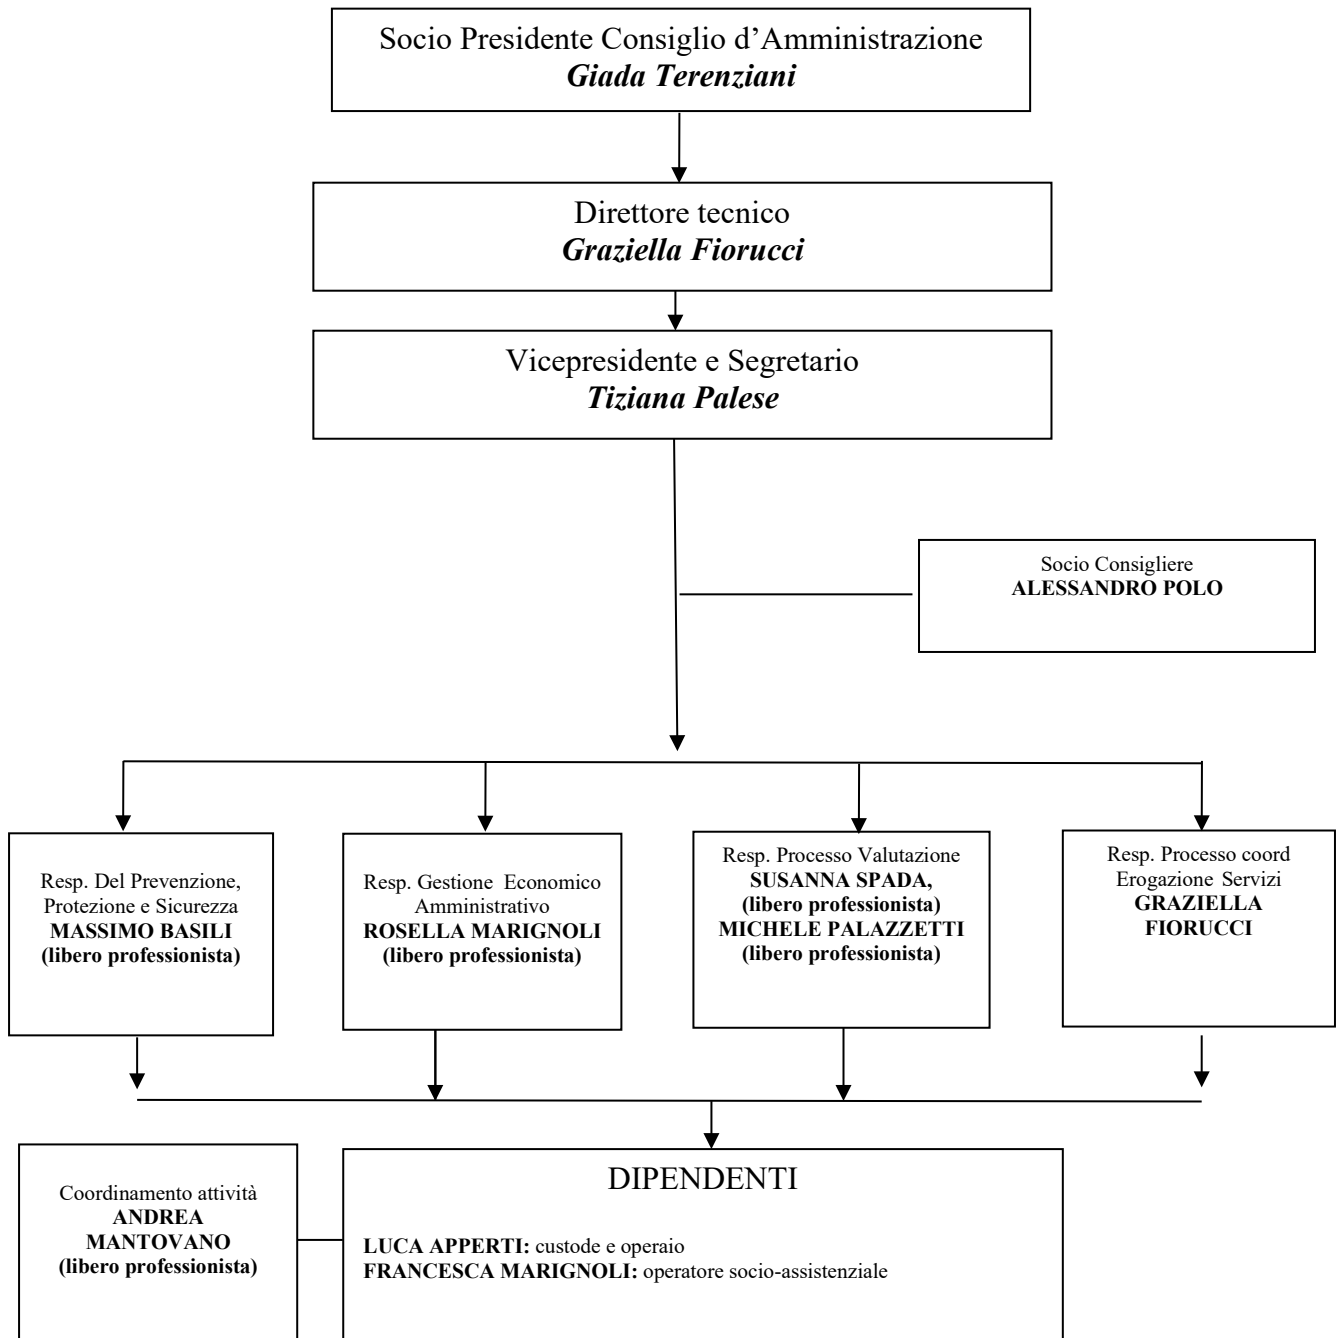 Socio Presidente Consiglio d’Amministrazione
Giada Terenziani
Direttore tecnico
Graziella Fiorucci
Vicepresidente e Segretario
Tiziana Palese
Socio Consigliere
ALESSANDRO POLO
Resp. Del Prevenzione,
Protezione e Sicurezza
MASSIMO BASILI
(libero professionista)
Resp. Gestione Economico
Amministrativo
ROSELLA MARIGNOLI
(libero professionista)
Resp. Processo Valutazione
SUSANNA SPADA,
(libero professionista)
MICHELE PALAZZETTI
(libero professionista)
Resp. Processo coord
Erogazione Servizi
GRAZIELLA
FIORUCCI
Coordinamento attività
ANDREA
MANTOVANO
(libero professionista)
DIPENDENTI
LUCA APPERTI: custode e operaio
FRANCESCA MARIGNOLI: operatore socio-assistenziale